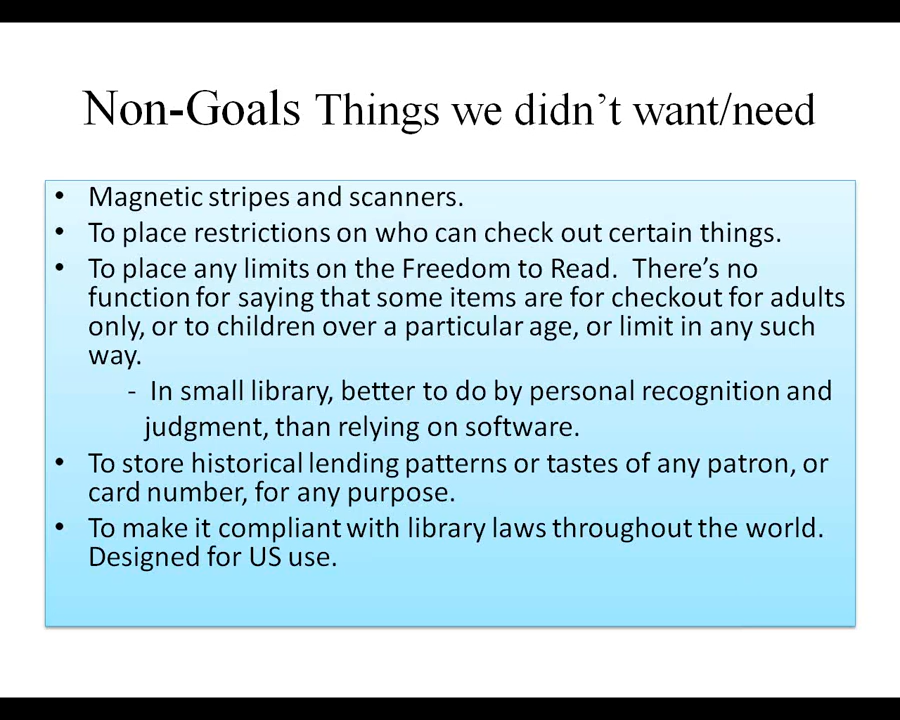 Non-Goals Things we didn’t want/need
• Magnetic stripes and scanners.
• To place restrictions on who can check out certain things.
• To place any limits on the Freedom to Read.  There’s no
function for saying that some items are for checkout for adults
only, or to children over a particular age, or limit in any such
way.
- In small library, better to do by personal recognition and
judgment, than relying on software.
• To store historical lending patterns or tastes of any patron, or
card number, for any purpose.
• To make it compliant with library laws throughout the world.
Designed for US use.